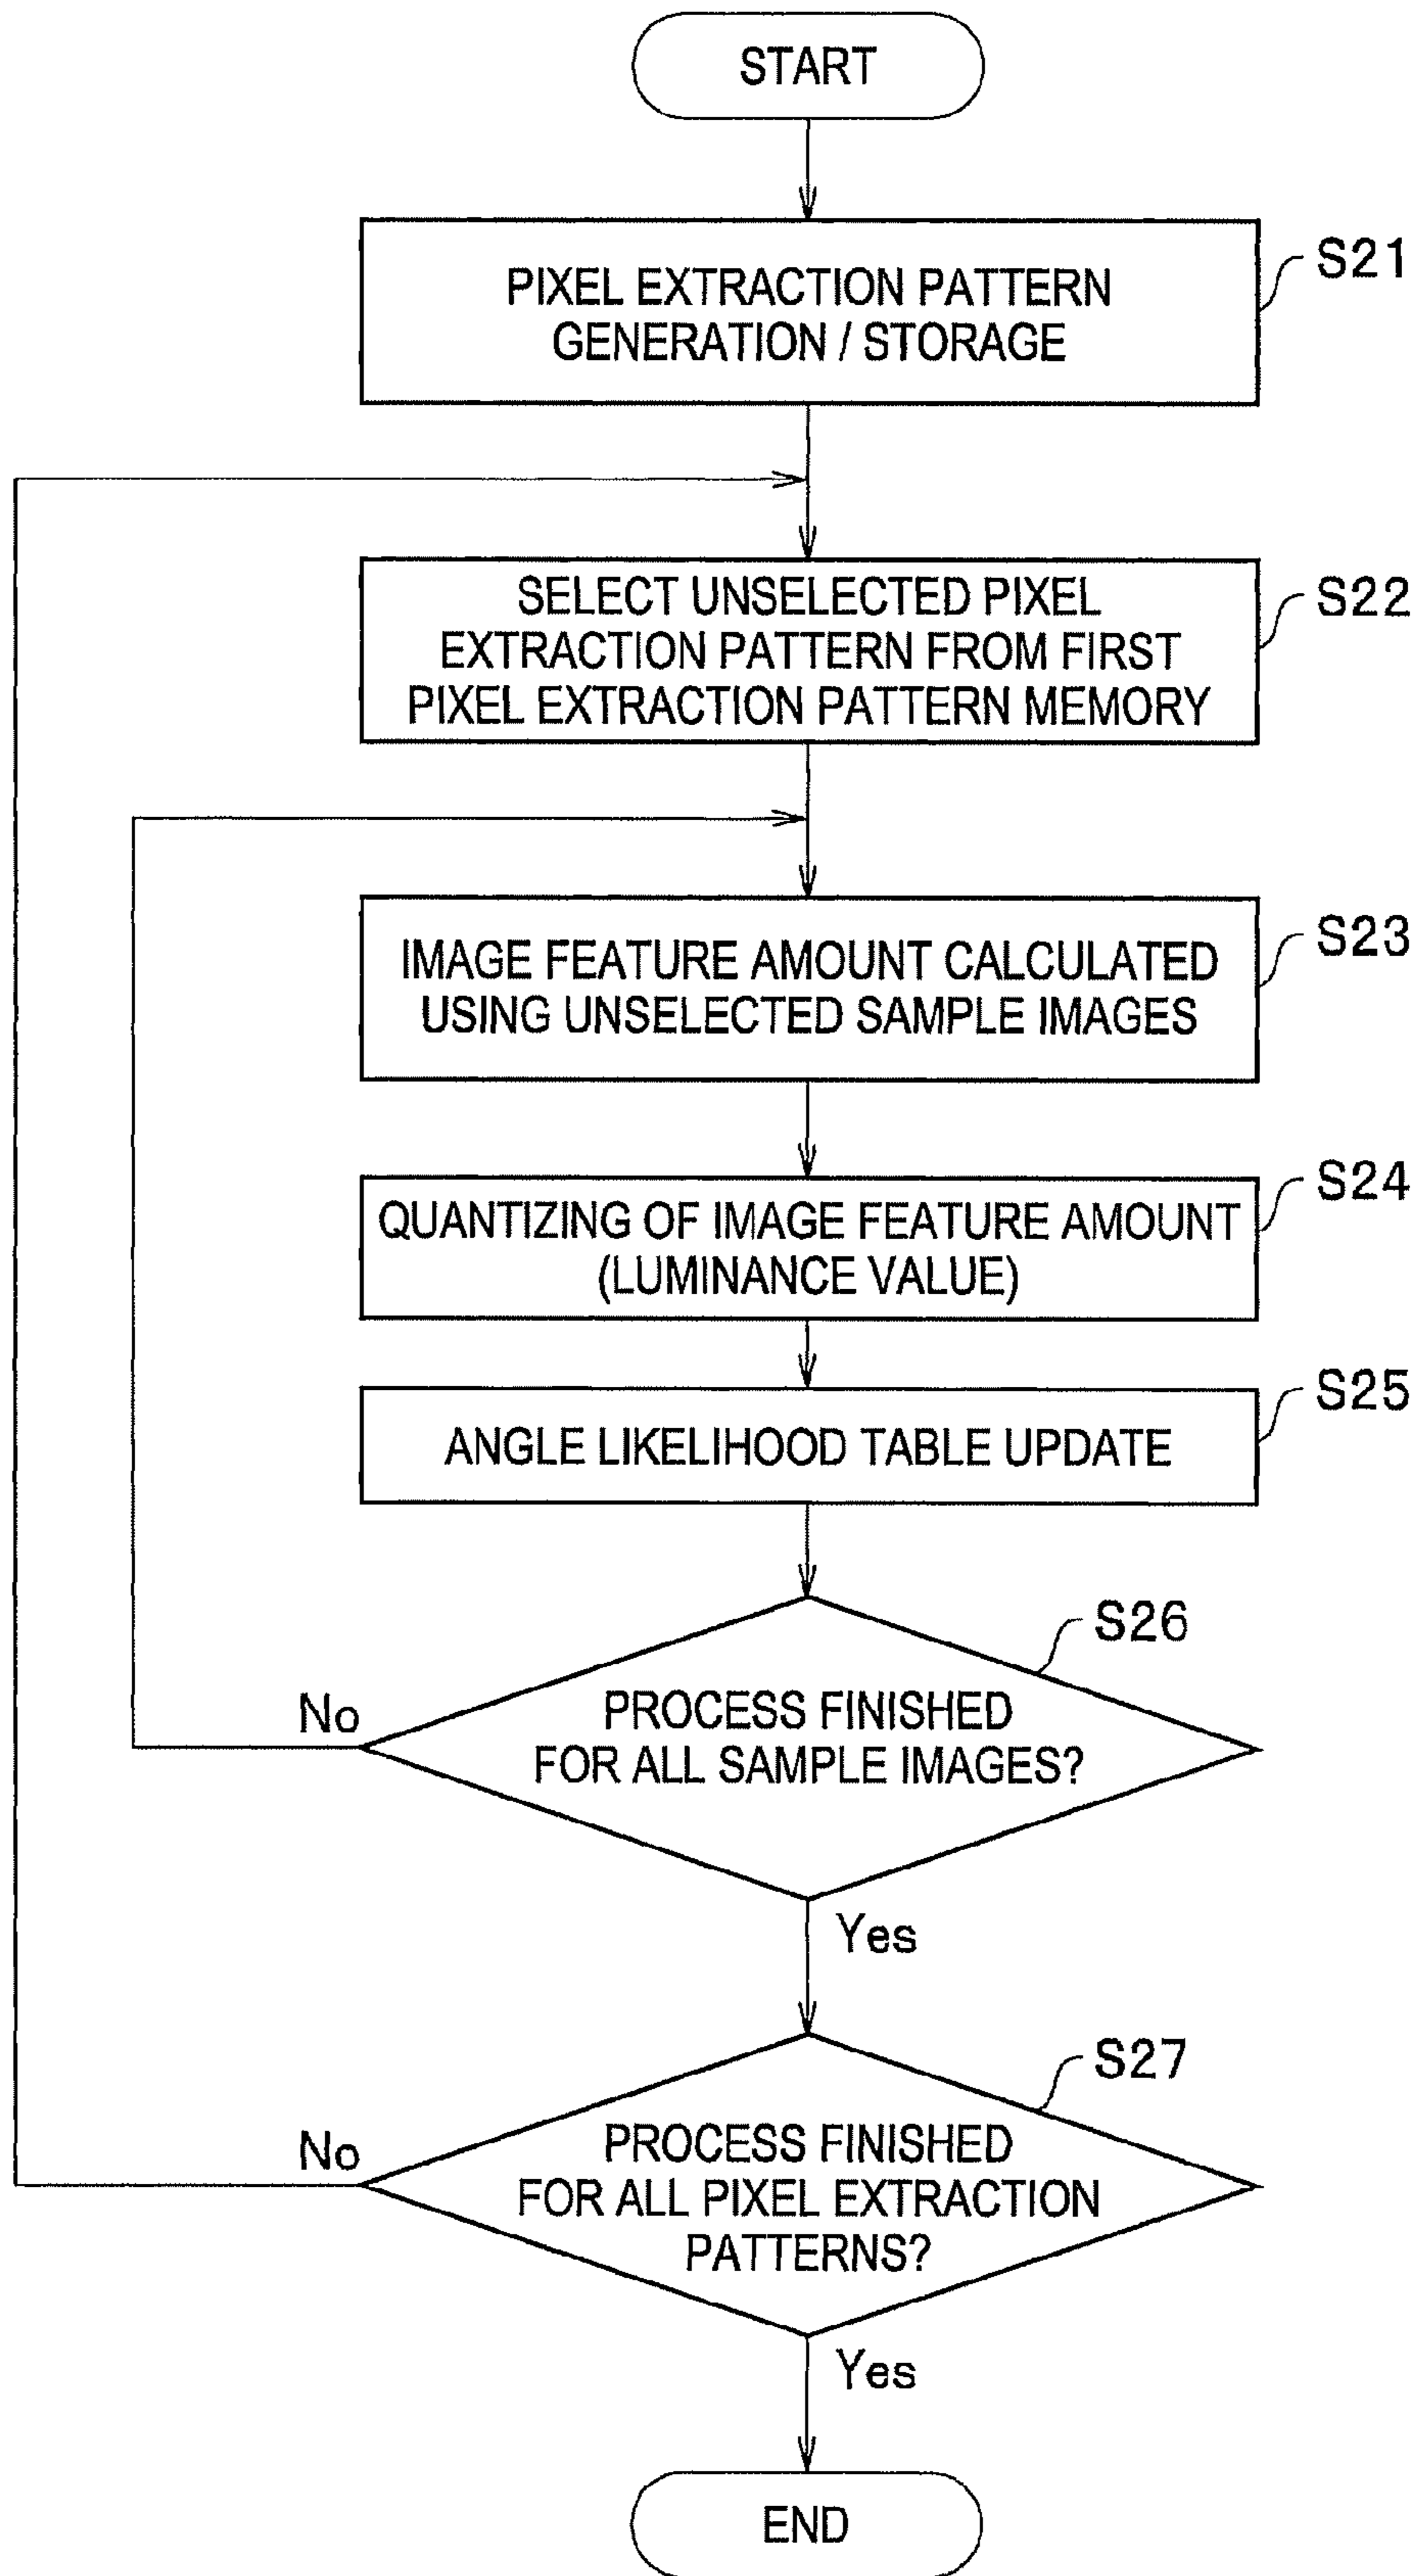 START
PIXEL EXTRACTION PATTERN
GENERATION / STORAGE
S21
SELECT UNSELECTED PIXEL
EXTRACTION PATTERN FROM FIRST
PIXEL EXTRACTION PATTERN MEMORY
S22
IMAGE FEATURE AMOUNT CALCULATED
USING UNSELECTED SAMPLE IMAGES
S23
QUANTIZING OF IMAGE FEATURE AMOUNT
(LUMINANCE VALUE)
S24
ANGLE LIKELIHOOD TABLE UPDATE
S25
PROCESS FINISHED
FOR ALL SAMPLE IMAGES?
S26
No
Yes
PROCESS FINISHED
FOR ALL PIXEL EXTRACTION
PATTERNS?
S27
No
Yes
END